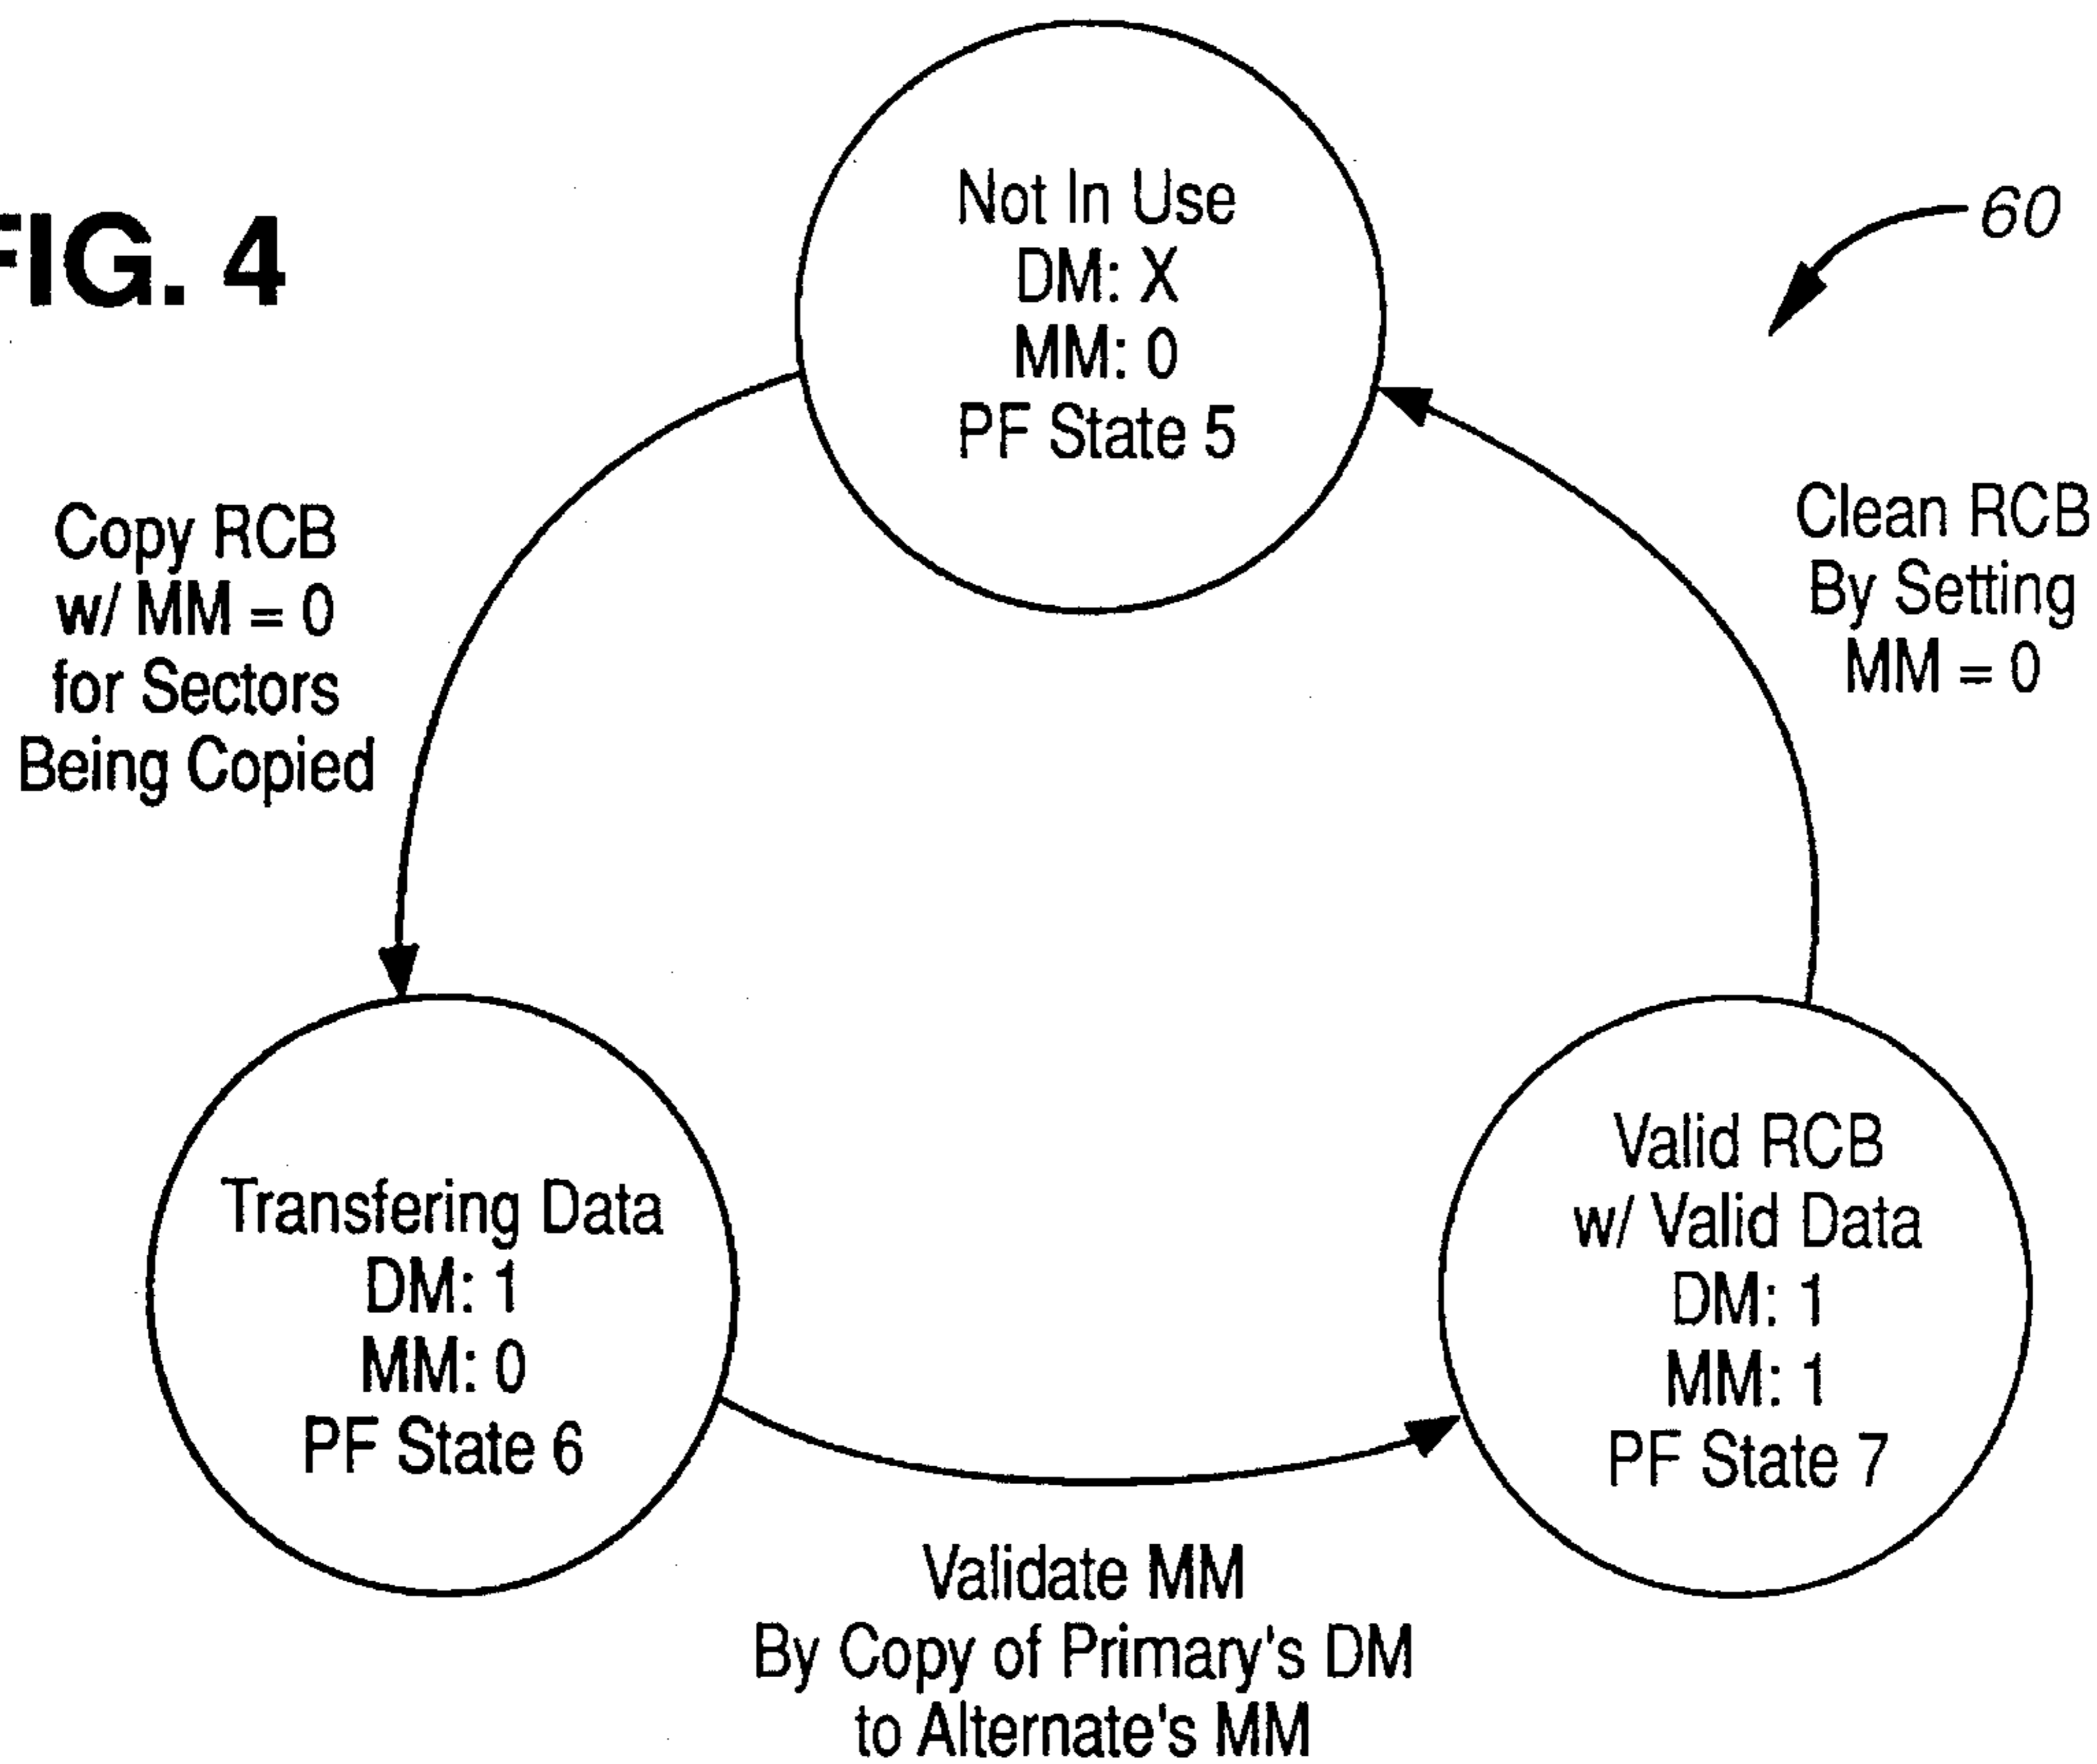 FIG. 4
60
Not In Use
DM: X
MM: 0
PF State 5
Copy RCB
w/ MM = 0
for Sectors
Being Copied
Clean RCB
By Setting
MM = 0
Transfering Data
DM: 1
MM: 0
PF State 6
Valid RCB
w/ Valid Data
DM: 1
MM: 1
PF State 7
Validate MM
By Copy of Primary's DM
to Alternate's MM